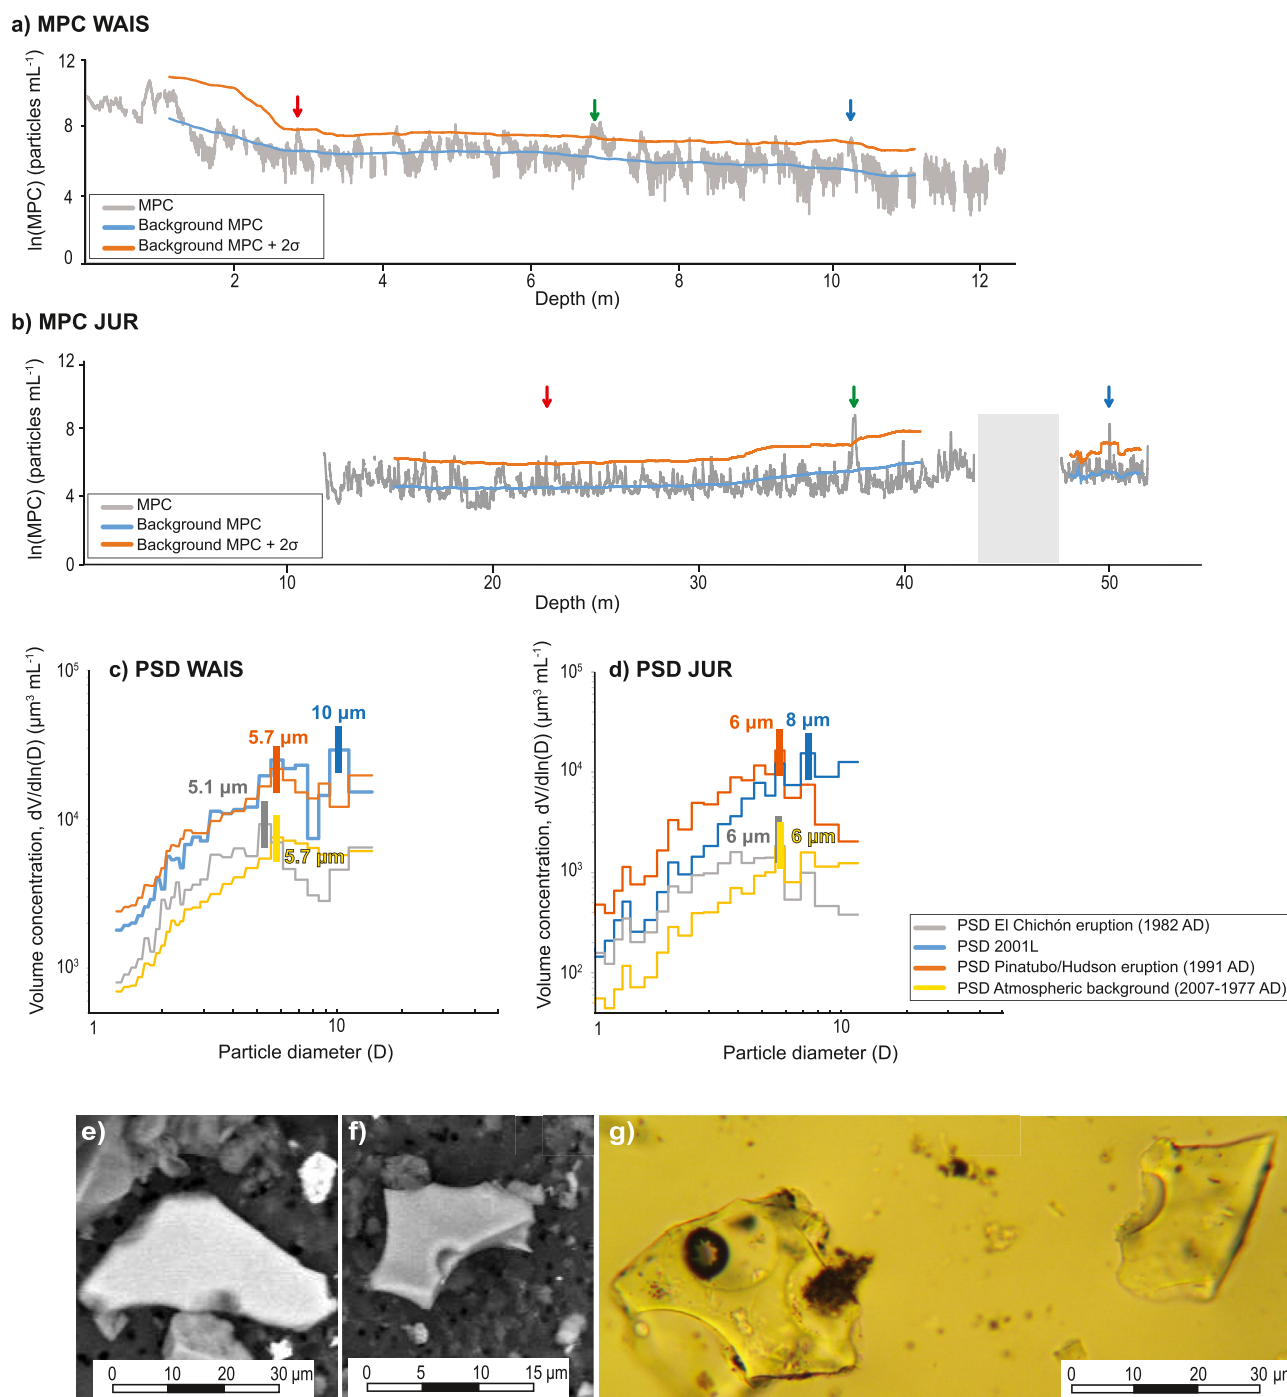 a) MPC WAIS
ln(MPC) (particles mL⁻¹)
12
8
4
0
MPC
Background MPC
Background MPC + 2σ
2 4 6 8 10 12
Depth (m)
b) MPC JUR
ln(MPC) (particles mL⁻¹)
12
8
4
0
MPC
Background MPC
Background MPC + 2σ
10 20 30 40 50
Depth (m)
c) PSD WAIS
Volume concentration, dV/dln(D) (µm³ mL⁻¹)
10⁵
10⁴
10³
10 µm
5.7 µm
5.1 µm
5.7 µm
1 10
Particle diameter (D)
d) PSD JUR
Volume concentration, dV/dln(D) (µm³ mL⁻¹)
10⁵
10⁴
10³
10²
6 µm 8 µm
6 µm 6 µm
1 10
Particle diameter (D)
PSD El Chichón eruption (1982 AD)
PSD 2001L
PSD Pinatubo/Hudson eruption (1991 AD)
PSD Atmospheric background (2007-1977 AD)
e)
0 10 20 30 µm
f)
0 5 10 15 µm
g)
0 10 20 30 µm